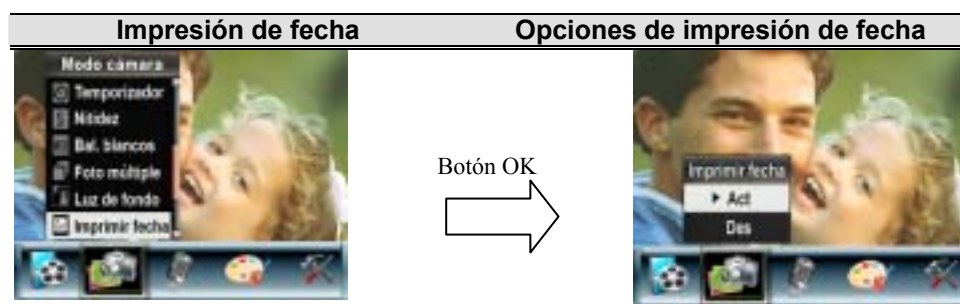 Impresión de fecha
Opciones de impresión de fecha
Modo cámara
Temporizador
Nitidez
Bal. blancos
Foto múltiple
Luz de fondo
Imprimir fecha
Botón OK
Imprimir fecha
Act
Des